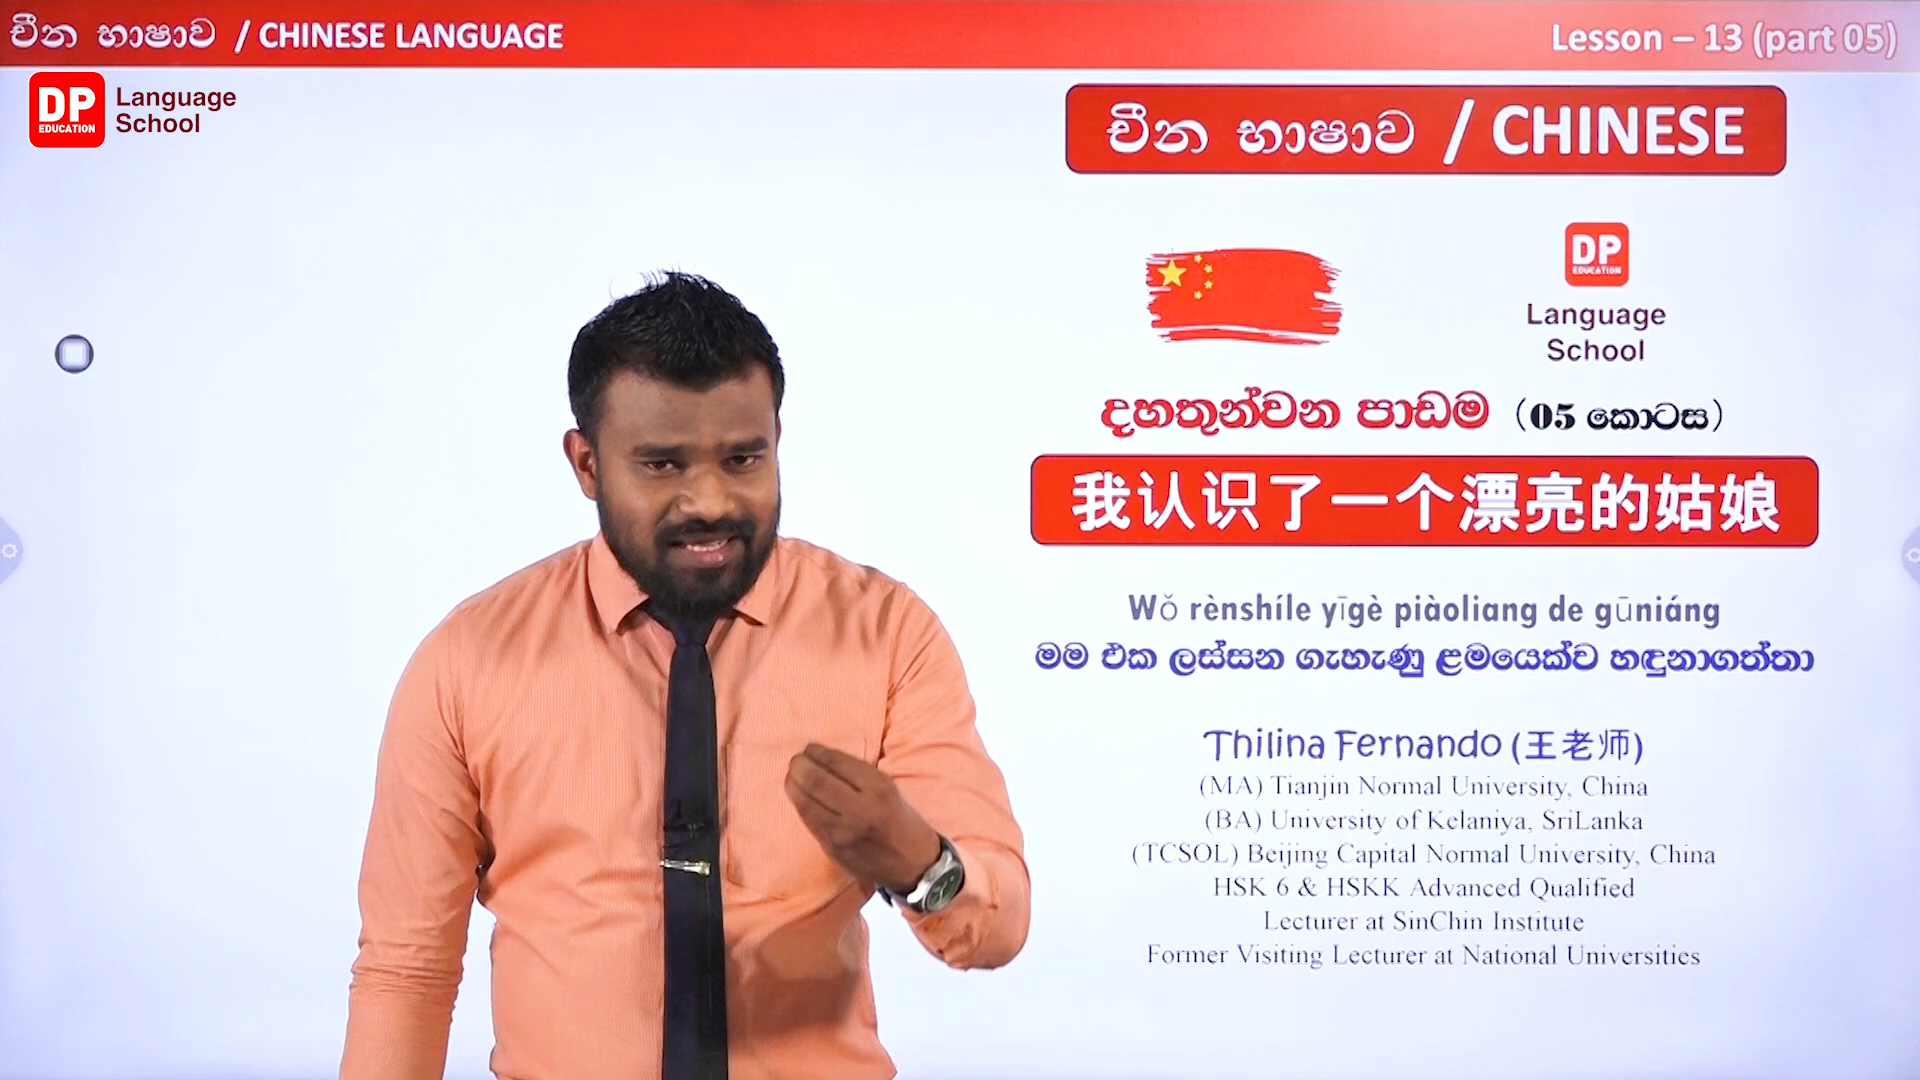 චීන භාෂාව / CHINESE LANGUAGE
Lesson – 13 (part 05)
DP
EDUCATION
Language
School
චීන භාෂාව / CHINESE
DP
EDUCATION
Language
School
දහතුන්වන පාඩම (05 කොටස)
我认识了一个漂亮的姑娘
Wǒ rènshíle yīgè piàoliang de gūniáng
මම එක ලස්සන ගැහැණු ළමයෙක්ව හඳුනාගත්තා
Thilina Fernando (王老师)
(MA) Tianjin Normal University, China
(BA) University of Kelaniya, SriLanka
(TCSOL) Beijing Capital Normal University, China
HSK 6 & HSKK Advanced Qualified
Lecturer at SinChin Institute
Former Visiting Lecturer at National Universities